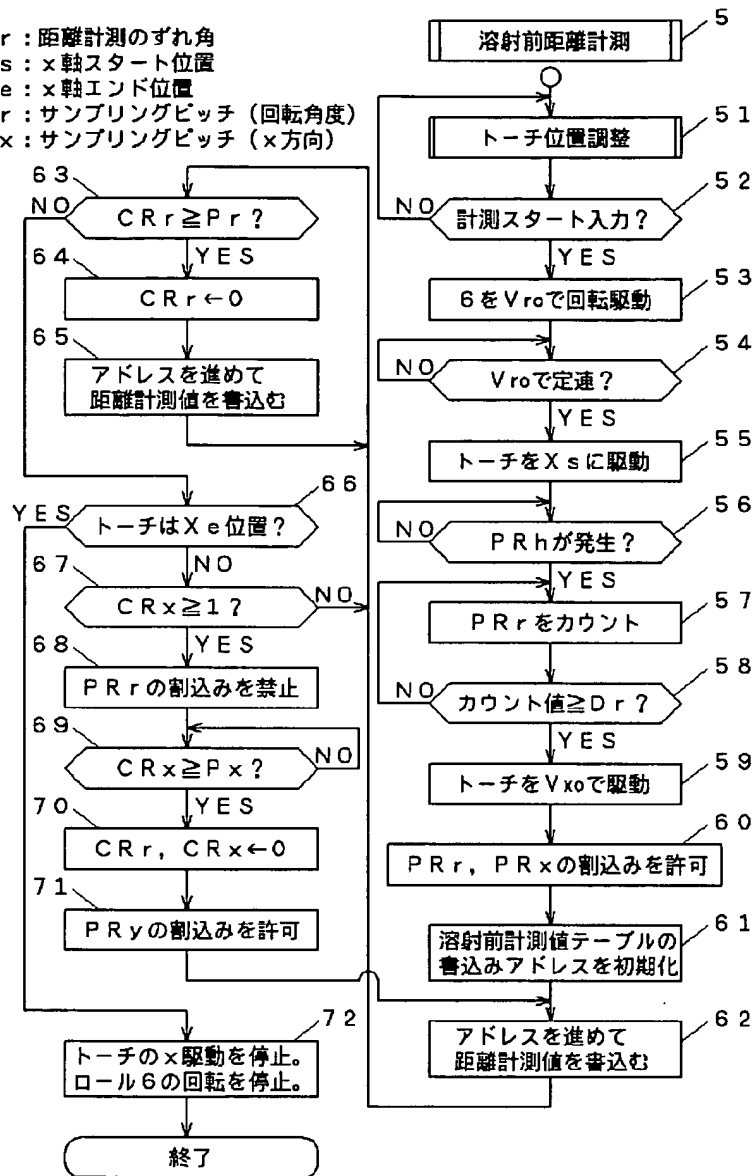 r：距離計測のずれ角
s：x軸スタート位置
e：x軸エンド位置
r：サンプリングピッチ（回転角度）
x：サンプリングピッチ（x方向）
5
溶射前距離計測
51
トーチ位置調整
52
計測スタート入力？
NO
YES
53
6をVroで回転駆動
54
Vroで定速？
NO
YES
55
トーチをXsに駆動
56
PRhが発生？
NO
YES
57
PRrをカウント
58
カウント値≧Dr？
NO
YES
59
トーチをVxoで駆動
60
PRr，PRxの割込みを許可
61
溶射前計測値テーブルの
書込みアドレスを初期化
62
アドレスを進めて
距離計測値を書込む
63
CRr≧Pr？
NO
YES
64
CRr←0
65
アドレスを進めて
距離計測値を書込む
66
トーチはXe位置？
YES
NO
67
CRx≧1？
NO
YES
68
PRrの割込みを禁止
69
CRx≧Px？
NO
YES
70
CRr，CRx←0
71
PRyの割込みを許可
72
トーチのx駆動を停止。
ロール6の回転を停止。
終了